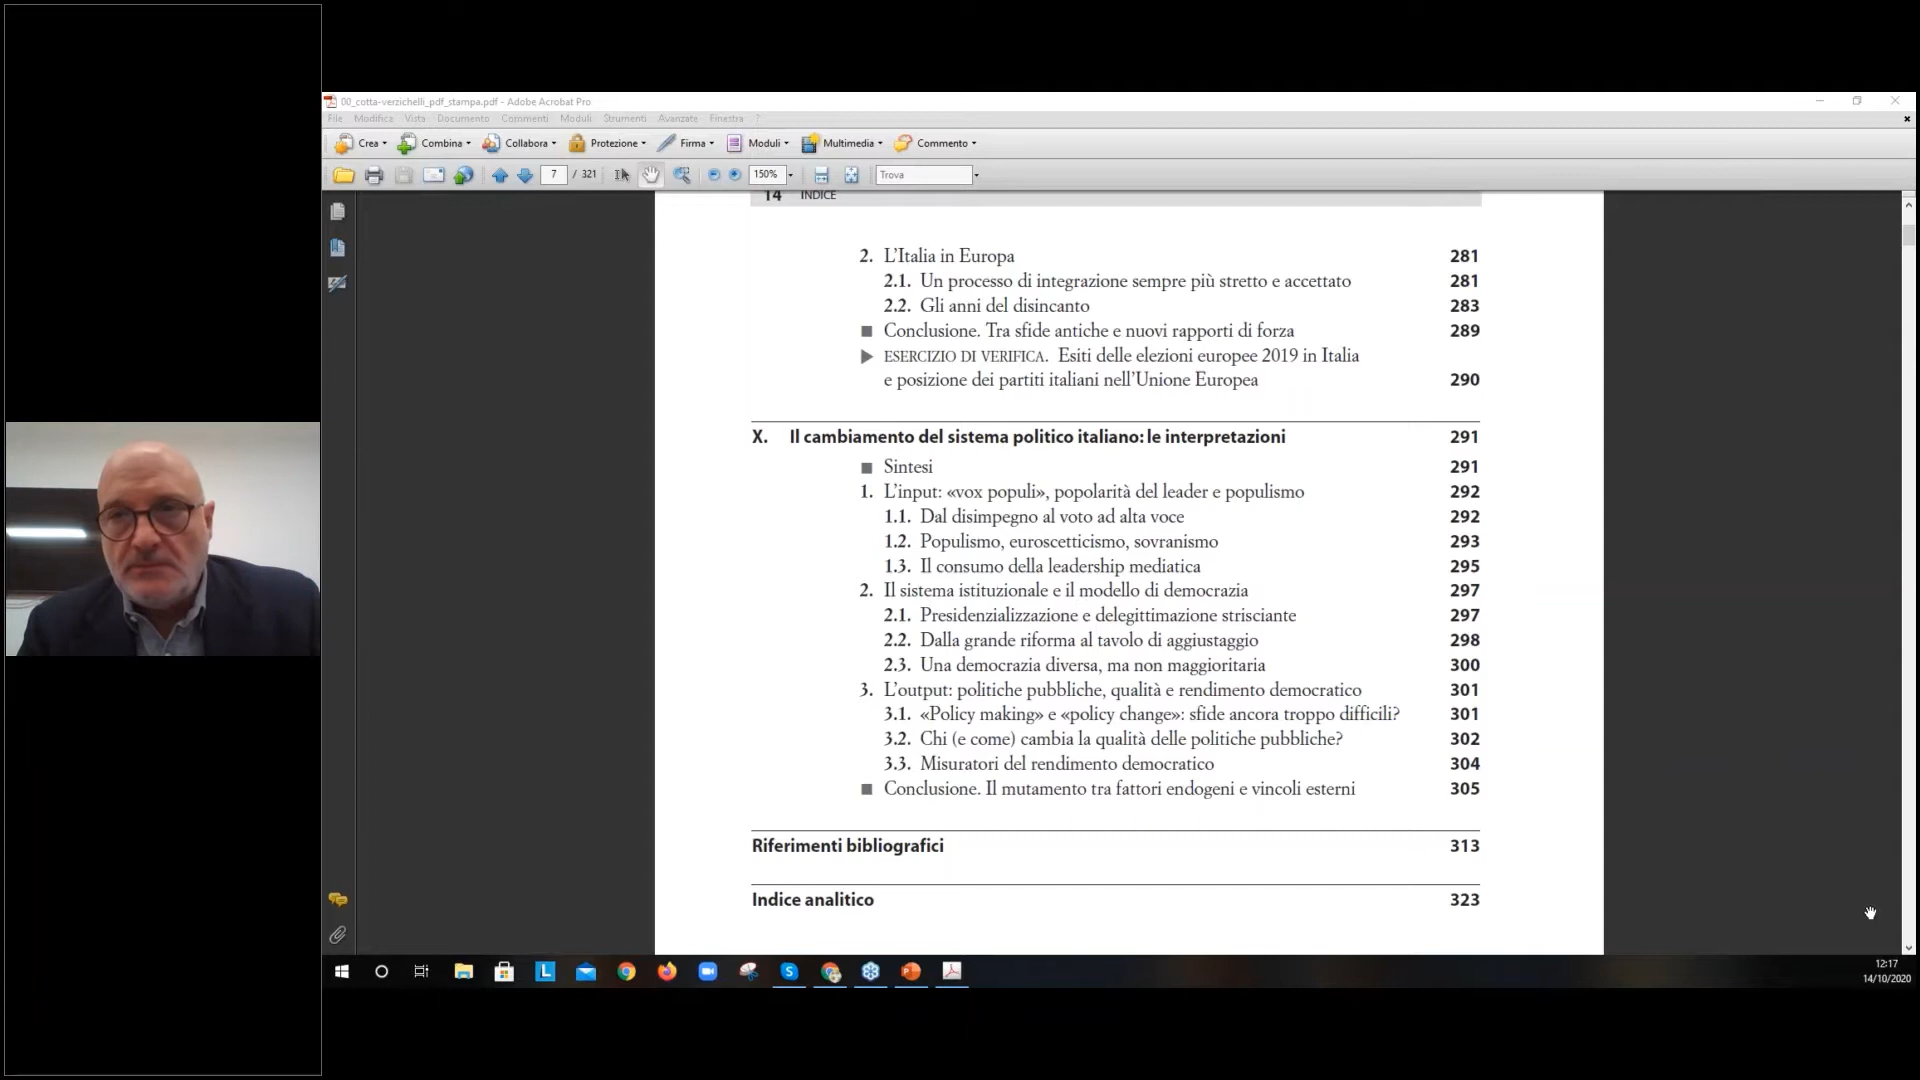 00_cotta-verzichelli_pdf_stampa.pdf - Adobe Acrobat Pro
File Modifica Vista Documento Commenti Moduli Strumenti Avanzate Finestra ?
Crea Combina Collabora Protezione Firma Moduli Multimedia Commento
7 / 321 150% Trova
14 INDICE
2. L'Italia in Europa 281
2.1. Un processo di integrazione sempre più stretto e accettato 281
2.2. Gli anni del disincanto 283
■ Conclusione. Tra sfide antiche e nuovi rapporti di forza 289
▶ ESERCIZIO DI VERIFICA. Esiti delle elezioni europee 2019 in Italia
e posizione dei partiti italiani nell'Unione Europea 290
X. Il cambiamento del sistema politico italiano: le interpretazioni 291
■ Sintesi 291
1. L'input: «vox populi», popolarità del leader e populismo 292
1.1. Dal disimpegno al voto ad alta voce 292
1.2. Populismo, euroscetticismo, sovranismo 293
1.3. Il consumo della leadership mediatica 295
2. Il sistema istituzionale e il modello di democrazia 297
2.1. Presidenzializzazione e delegittimazione strisciante 297
2.2. Dalla grande riforma al tavolo di aggiustaggio 298
2.3. Una democrazia diversa, ma non maggioritaria 300
3. L'output: politiche pubbliche, qualità e rendimento democratico 301
3.1. «Policy making» e «policy change»: sfide ancora troppo difficili? 301
3.2. Chi (e come) cambia la qualità delle politiche pubbliche? 302
3.3. Misuratori del rendimento democratico 304
■ Conclusione. Il mutamento tra fattori endogeni e vincoli esterni 305
Riferimenti bibliografici 313
Indice analitico 323
12:17
14/10/2020